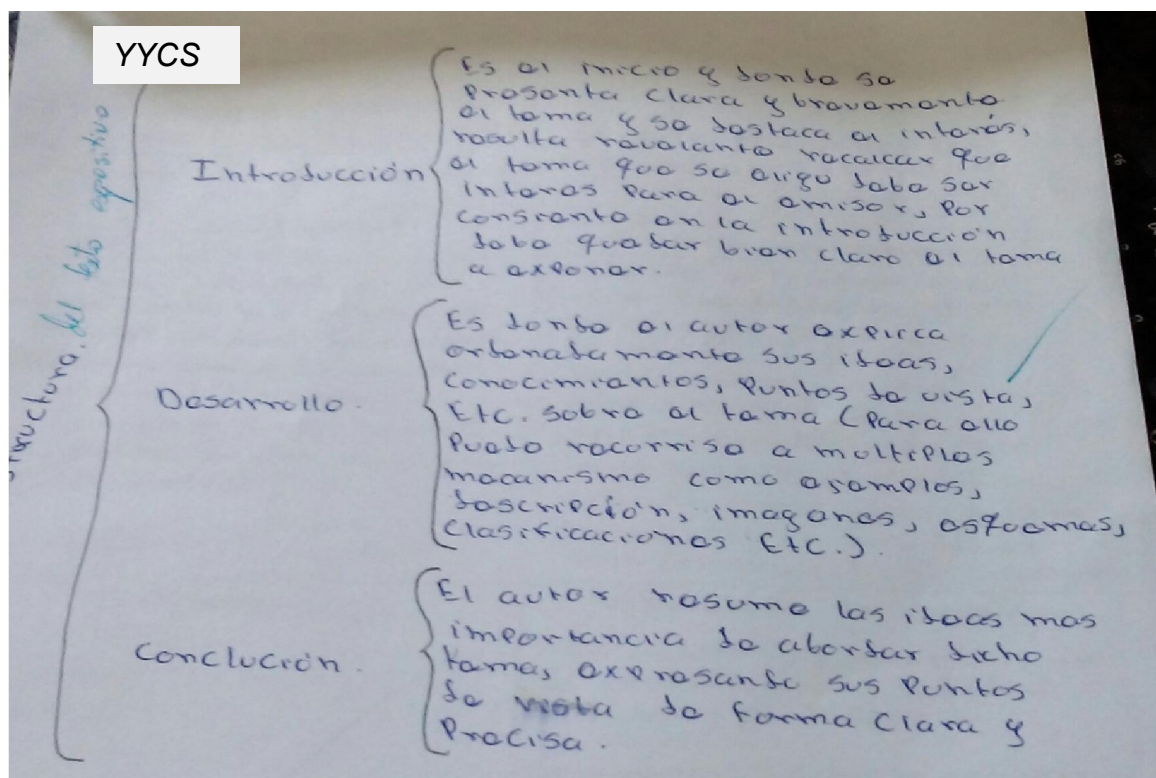 YYCS
Estructura del texto expositivo
Introducción
Es el inicio y donde se
Presenta clara y brevemente
el tema y se destaca el interés,
resulta revelante recalcar que
el tema que se elige debe ser
interes Para el emisor, Por
consiente en la introducción
debe quedar bien claro el tema
a exponer.
Desarrollo.
Es donde el autor explica
ordenadamente sus ideas,
conocimientos, Puntos de vista,
Etc. sobre el tema (Para ello
Puede recorriso a multiples
mecanismo como esemplos,
descripción, imagenes, esquemas,
clasificaciones Etc.).
Conclución.
El autor resume las ideas mas
importancia de abordar dicho
tema, expresando sus Puntos
de vista de forma clara y
Precisa.